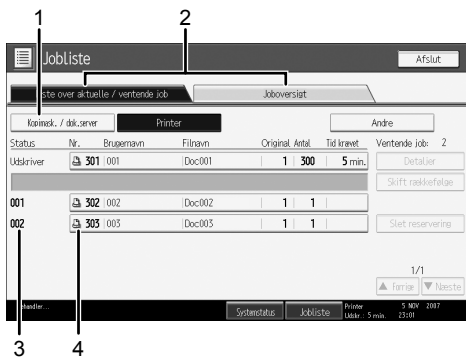 1
2
Jobliste
Afslut
ste over aktuelle / ventende job
Joboversigt
Kopimask. / dok.server
Printer
Andre
Status
Nr.
Brugernavn
Filnavn
Original
Antal
Tid krævet
Ventende job: 2
Udskriver
301
001
Doc001
1
300
5 min.
Detaljer
Skift rækkefølge
001
302
002
Doc002
1
1
002
303
003
Doc003
1
1
Slet reservering
1/1
▲ Forrige
▼ Næste
Systemstatus
Jobliste
Printer
Udskr.: 5 min.
5 NOV 2007
23:01
3
4